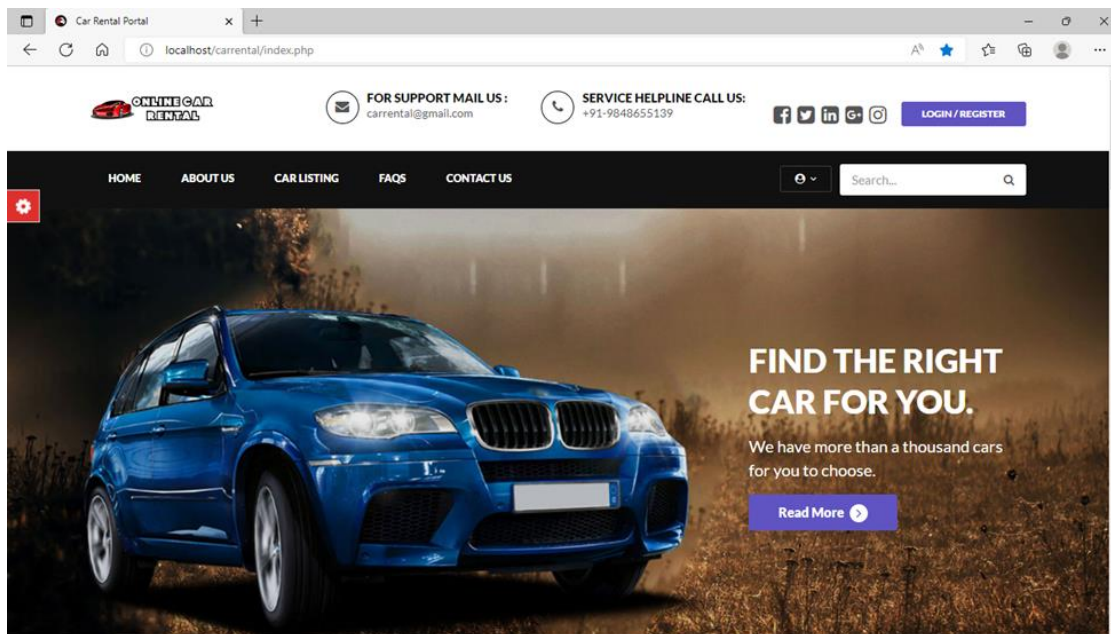 Car Rental Portal
localhost/carrental/index.php
ONLINE CAR
RENTAL
FOR SUPPORT MAIL US :
carrental@gmail.com
SERVICE HELPLINE CALL US:
+91-9848655139
LOGIN / REGISTER
HOME ABOUT US CAR LISTING FAQS CONTACT US
Search...
FIND THE RIGHT
CAR FOR YOU.
We have more than a thousand cars
for you to choose.
Read More